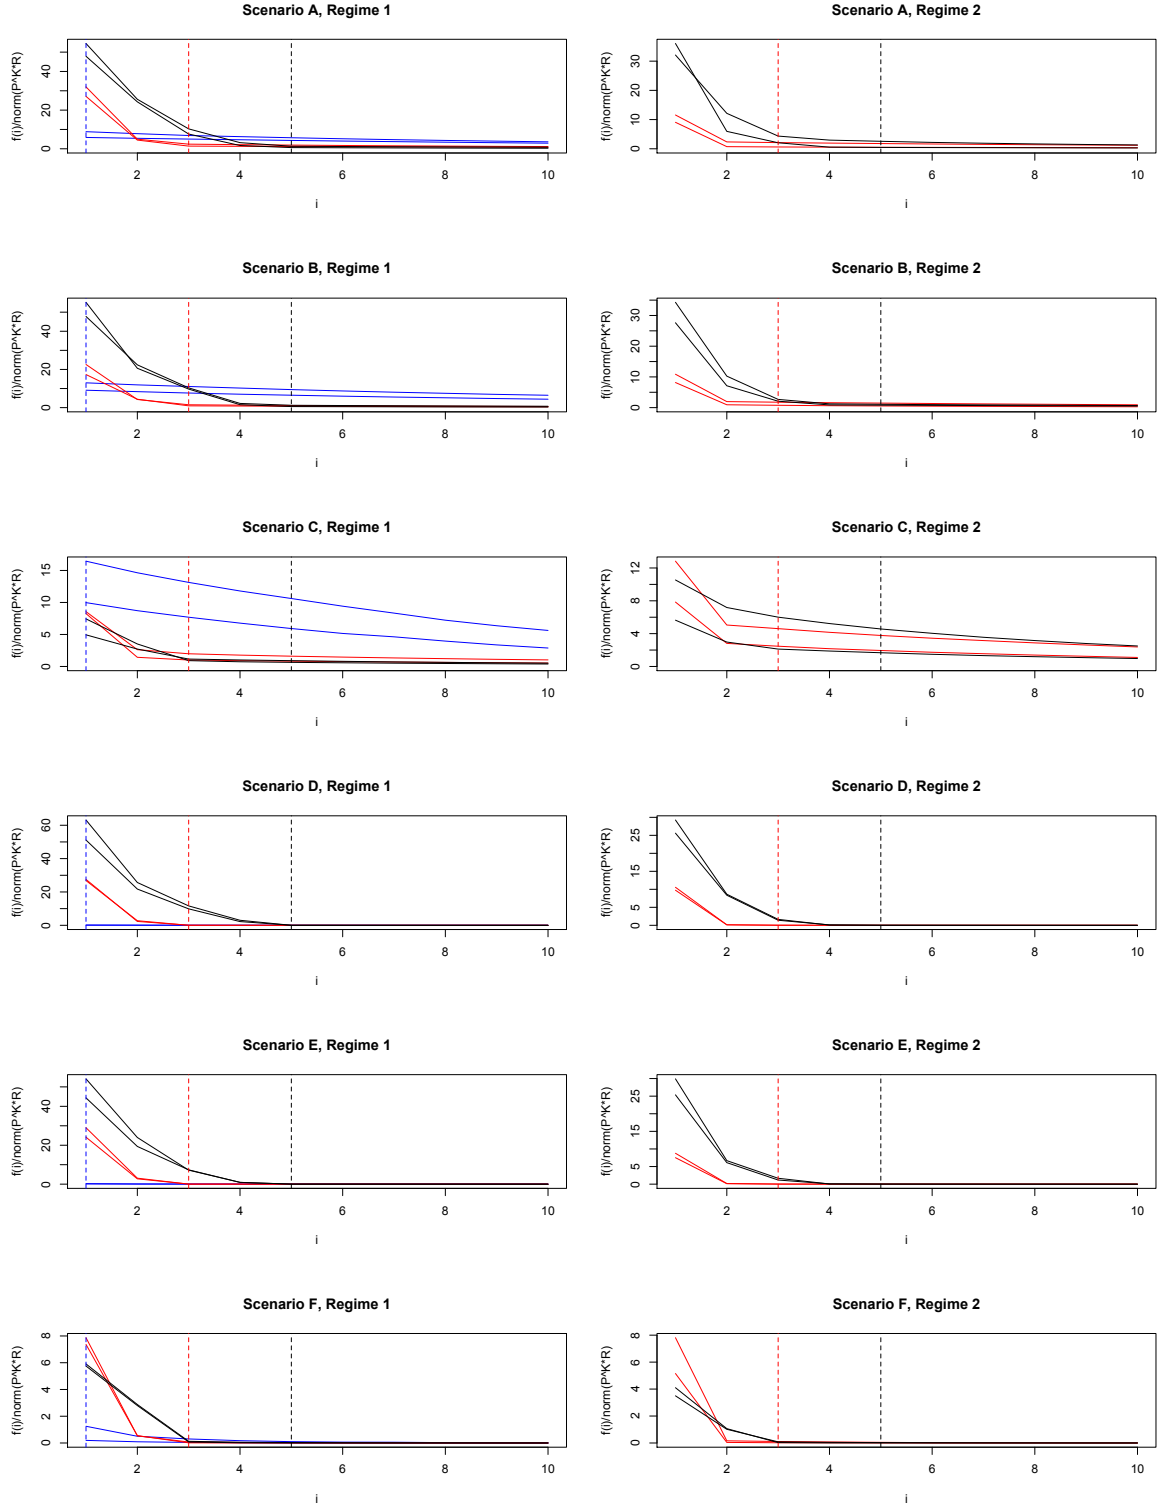 Scenario A, Regime 1
f(i)/norm(P^K*R)
0 20 40
2 4 6 8 10
i
Scenario A, Regime 2
f(i)/norm(P^K*R)
0 10 20 30
2 4 6 8 10
i
Scenario B, Regime 1
f(i)/norm(P^K*R)
0 20 40
2 4 6 8 10
i
Scenario B, Regime 2
f(i)/norm(P^K*R)
0 10 20 30
2 4 6 8 10
i
Scenario C, Regime 1
f(i)/norm(P^K*R)
0 5 10 15
2 4 6 8 10
i
Scenario C, Regime 2
f(i)/norm(P^K*R)
0 4 8 12
2 4 6 8 10
i
Scenario D, Regime 1
f(i)/norm(P^K*R)
0 20 40 60
2 4 6 8 10
i
Scenario D, Regime 2
f(i)/norm(P^K*R)
0 5 15 25
2 4 6 8 10
i
Scenario E, Regime 1
f(i)/norm(P^K*R)
0 20 40
2 4 6 8 10
i
Scenario E, Regime 2
f(i)/norm(P^K*R)
0 5 15 25
2 4 6 8 10
i
Scenario F, Regime 1
f(i)/norm(P^K*R)
0 2 4 6 8
2 4 6 8 10
i
Scenario F, Regime 2
f(i)/norm(P^K*R)
0 2 4 6 8
2 4 6 8 10
i